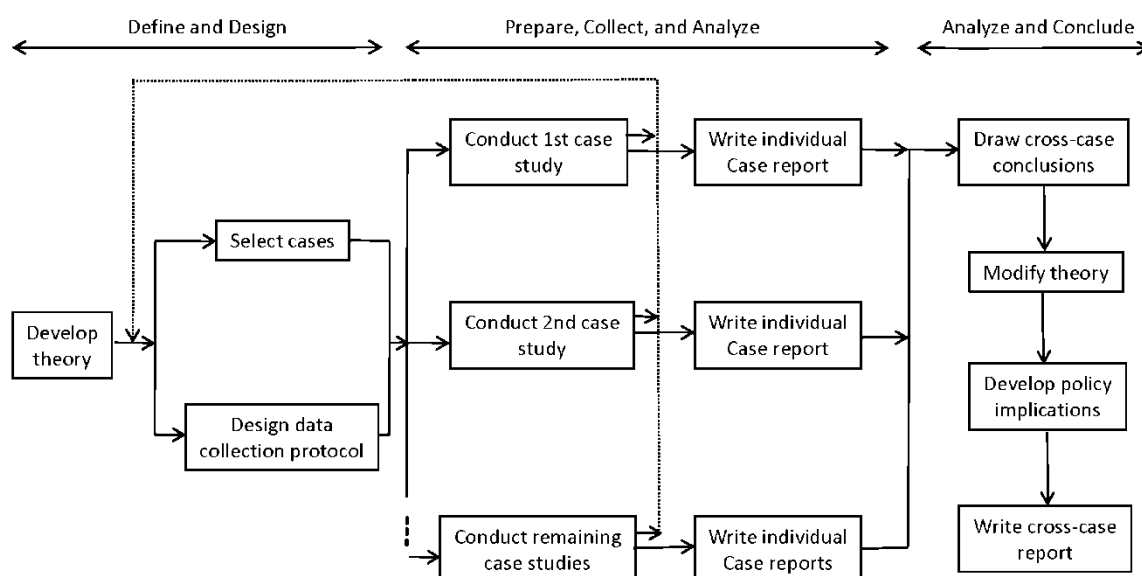 Define and Design
Prepare, Collect, and Analyze
Analyze and Conclude
Develop
theory
Select cases
Design data
collection protocol
Conduct 1st case
study
Conduct 2nd case
study
Conduct remaining
case studies
Write individual
Case report
Write individual
Case report
Write individual
Case reports
Draw cross-case
conclusions
Modify theory
Develop policy
implications
Write cross-case
report